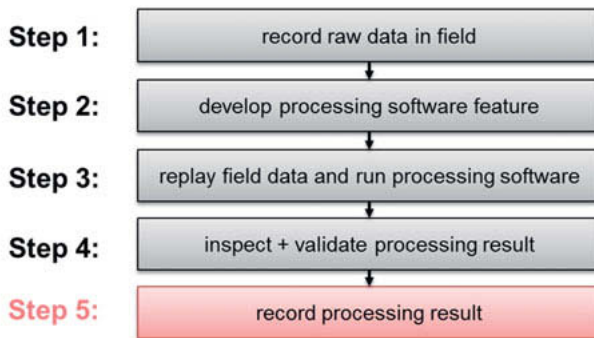 Step 1: record raw data in field
Step 2: develop processing software feature
Step 3: replay field data and run processing software
Step 4: inspect + validate processing result
Step 5: record processing result